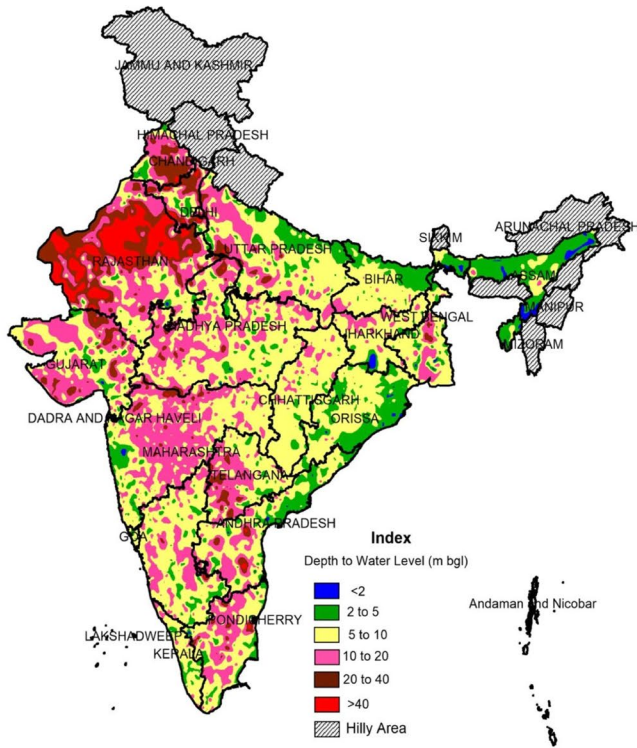 JAMMU AND KASHMIR
HIMACHAL PRADESH
CHANDIGARH
DELHI
SIKKIM
ARUNACHAL PRADESH
UTTAR PRADESH
RAJASTHAN
BIHAR
ASSAM
MANIPUR
WEST BENGAL
MADHYA PRADESH
JHARKHAND
MIZORAM
GUJARAT
CHHATTISGARH
DADRA AND NAGAR HAVELI
ORISSA
MAHARASHTRA
TELANGANA
ANDHRA PRADESH
GOA
Index
Depth to Water Level (m bgl)
<2
2 to 5
Andaman and Nicobar
PONDICHERRY
5 to 10
LAKSHADWEEP
KERALA
10 to 20
20 to 40
>40
Hilly Area